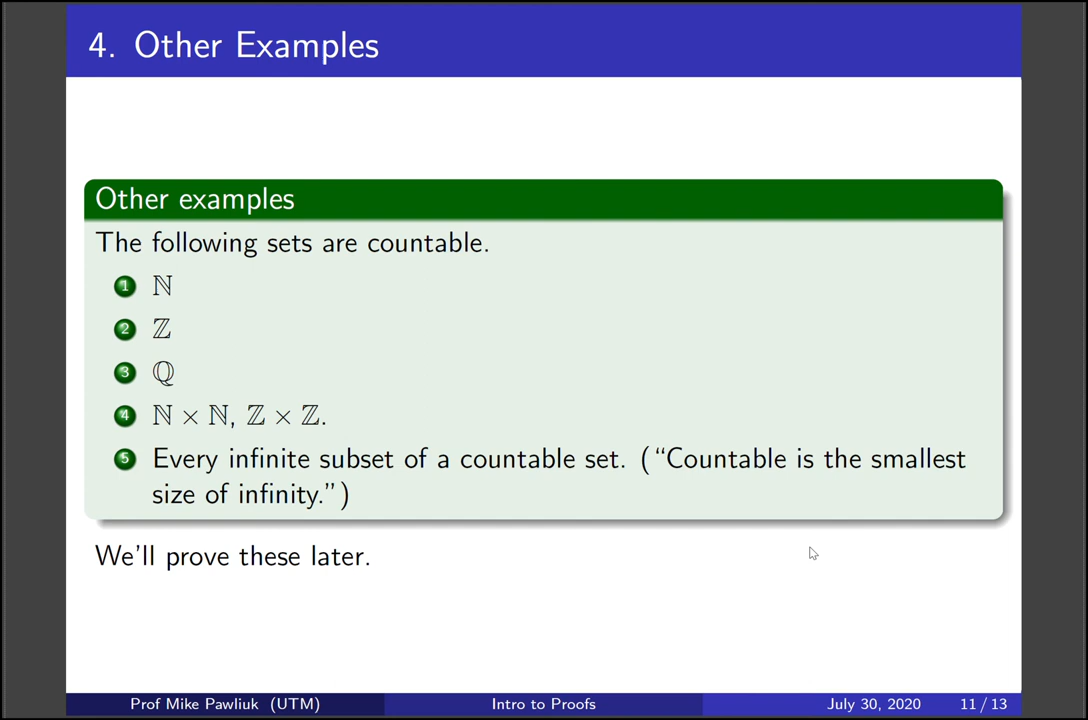 4. Other Examples
Other examples
The following sets are countable.
1 ℕ
2 ℤ
3 ℚ
4 ℕ × ℕ, ℤ × ℤ.
5 Every infinite subset of a countable set. (“Countable is the smallest
size of infinity.”)
We’ll prove these later.
Prof Mike Pawliuk (UTM) Intro to Proofs July 30, 2020 11 / 13